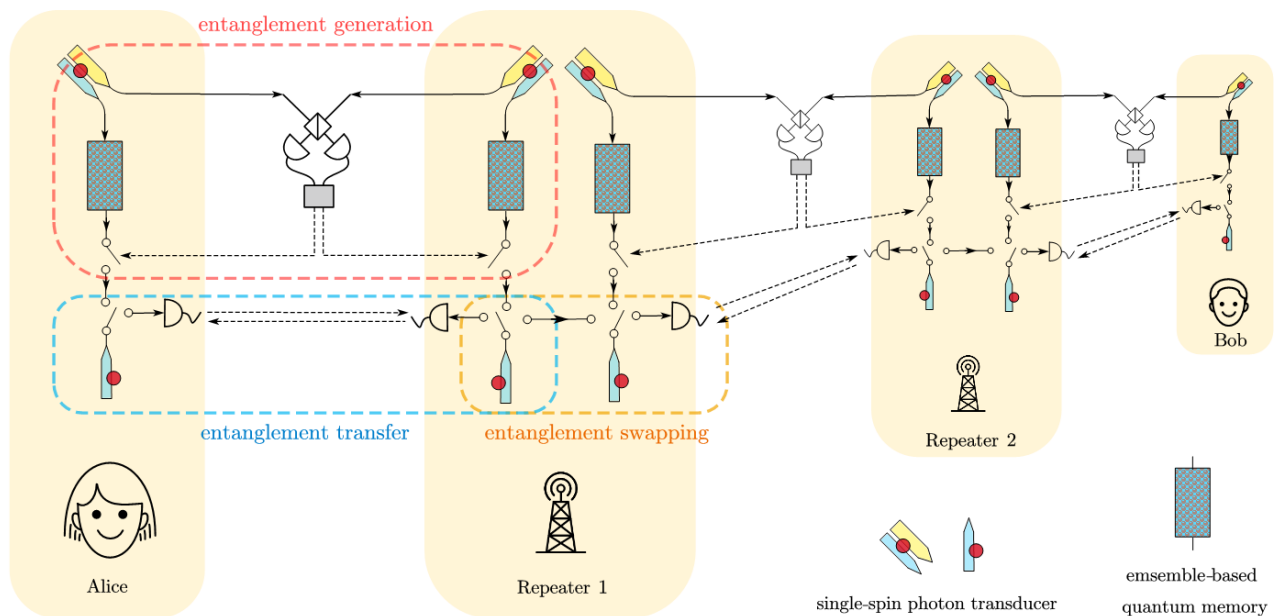 entanglement generation
entanglement transfer
entanglement swapping
Alice
Repeater 1
Repeater 2
Bob
single-spin photon transducer
emsemble-based
quantum memory